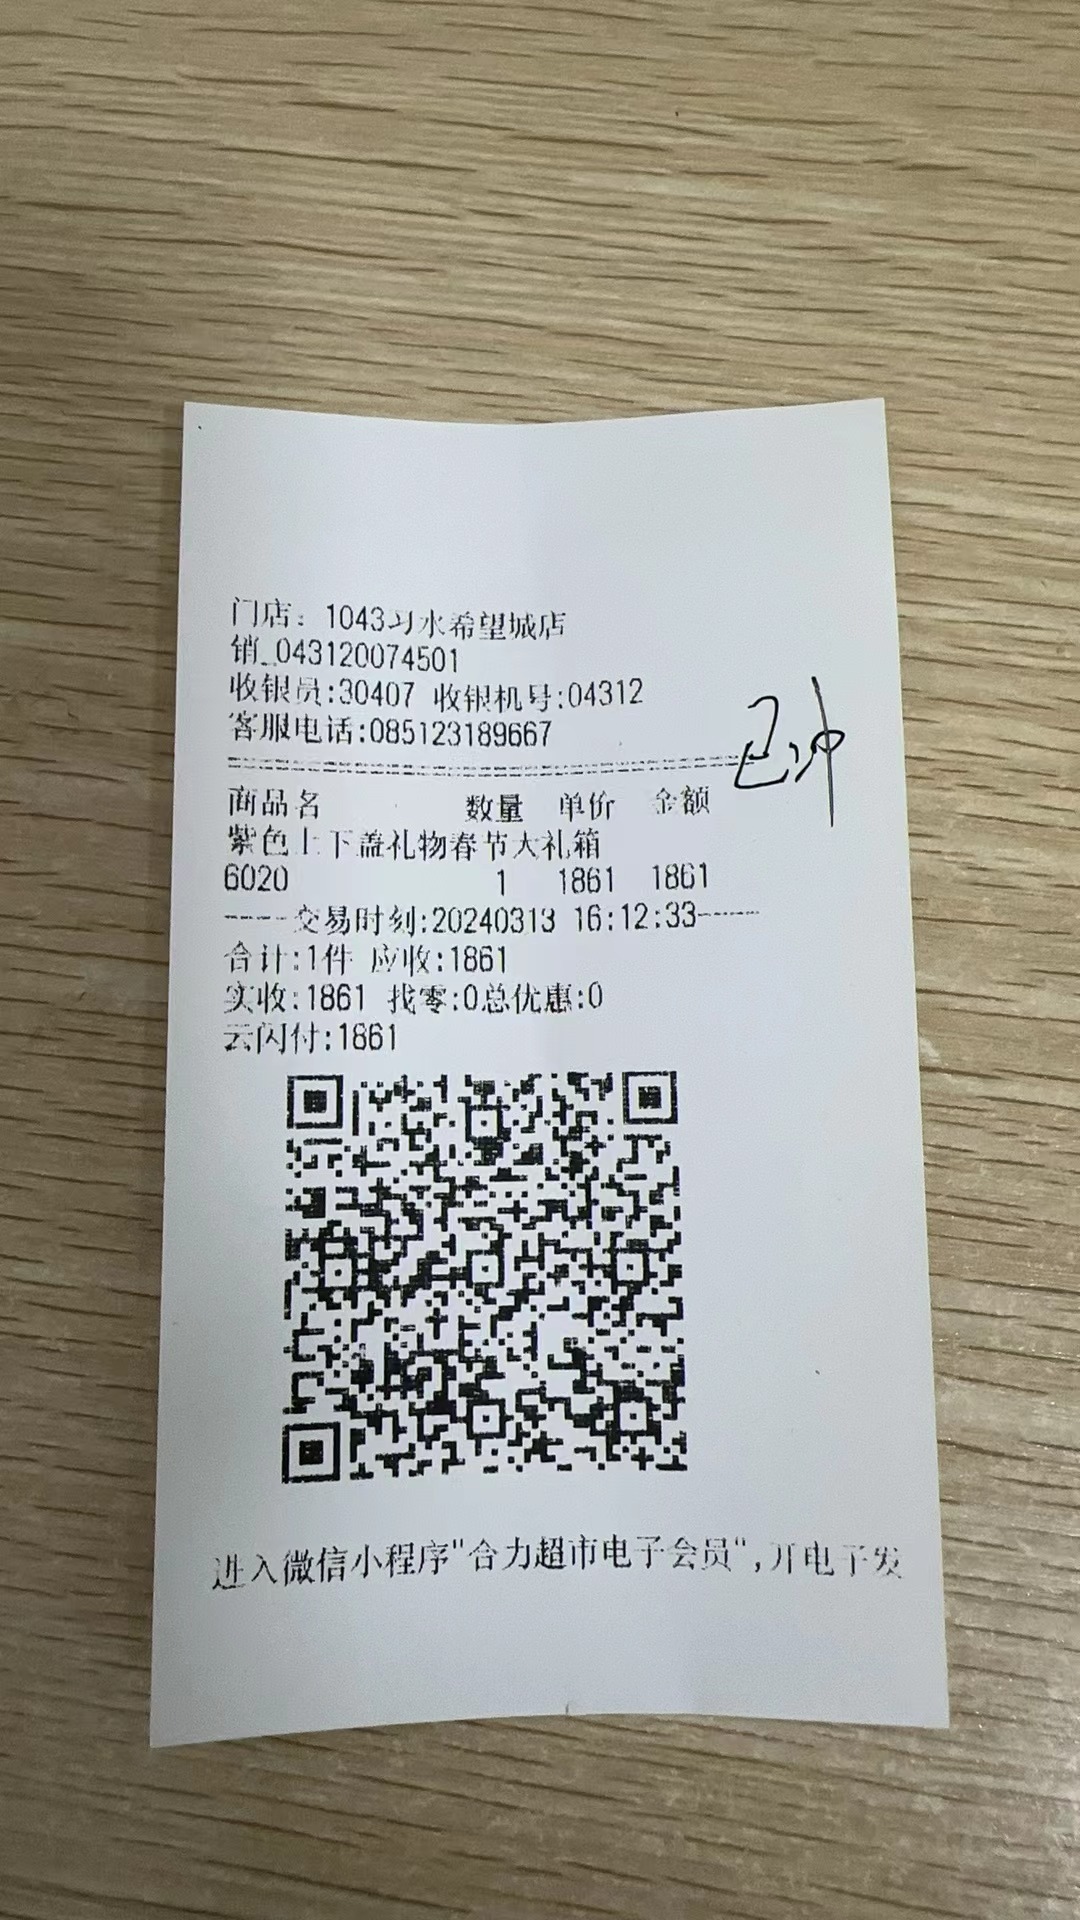 门店：1043习水希望城店
销_043120074501
收银员:30407 收银机号:04312
客服电话:085123189667
已冲
商品名 数量 单价 金额
紫色上下盖礼物春节大礼箱
6020 1 1861 1861
----交易时刻:20240313 16:12:33----
合计:1件 应收:1861
实收:1861 找零:0总优惠:0
云闪付:1861
进入微信小程序"合力超市电子会员",开电子发